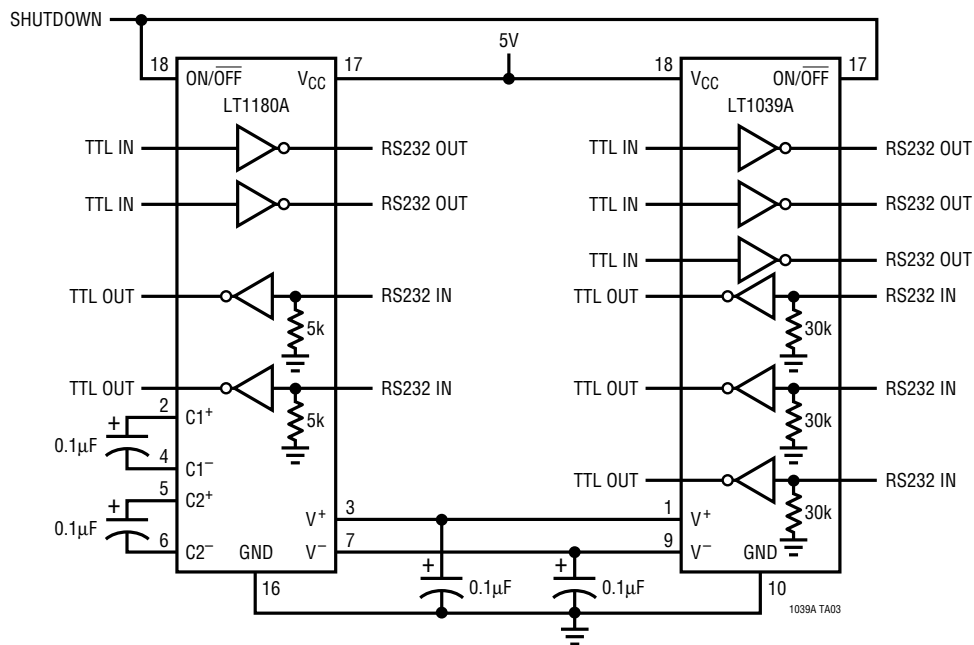 SHUTDOWN
5V
18 ON/OFF VCC 17
18 VCC ON/OFF 17
LT1180A
LT1039A
TTL IN RS232 OUT
TTL IN RS232 OUT
TTL IN RS232 OUT
TTL IN RS232 OUT
TTL IN RS232 OUT
TTL OUT RS232 IN
5k
TTL OUT RS232 IN
30k
TTL OUT RS232 IN
5k
TTL OUT RS232 IN
30k
TTL OUT RS232 IN
30k
2 C1+
+
0.1µF
4 C1−
5 C2+
+
0.1µF
6 C2−
V+ 3
1 V+
V− 7
9 V−
GND
16
GND
10
+
0.1µF
+
0.1µF
1039A TA03